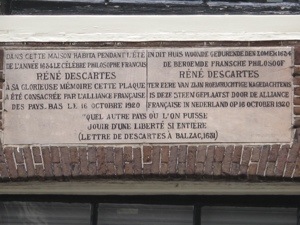 DANS CETTE MAISON HABITA PENDANT L'ÉTÉ
DE L'ANNÉE 1634 LE CÉLÈBRE PHILOSOPHE FRANÇAIS
RÉNÉ DESCARTES
À SA GLORIEUSE MÉMOIRE CETTE PLAQUE
A ÉTÉ CONSACRÉE PAR L'ALLIANCE FRANÇAISE
DES PAYS-BAS LE 16 OCTOBRE 1920
IN DIT HUIS WOONDE GEDURENDE DEN ZOMER 1634
DE BEROEMDE FRANSCHE PHILOSOOF
RÉNÉ DESCARTES
TER EERE VAN ZIJN ROEMRUCHTIGE NAGEDACHTENIS
IS DEZE STEEN GEPLAATST DOOR DE ALLIANCE
FRANÇAISE IN NEDERLAND OP 16 OCTOBER 1920
"QUEL AUTRE PAYS OÙ L'ON PUISSE
JOUIR D'UNE LIBERTÉ SI ENTIÈRE
(LETTRE DE DESCARTES À BALZAC, 1631)